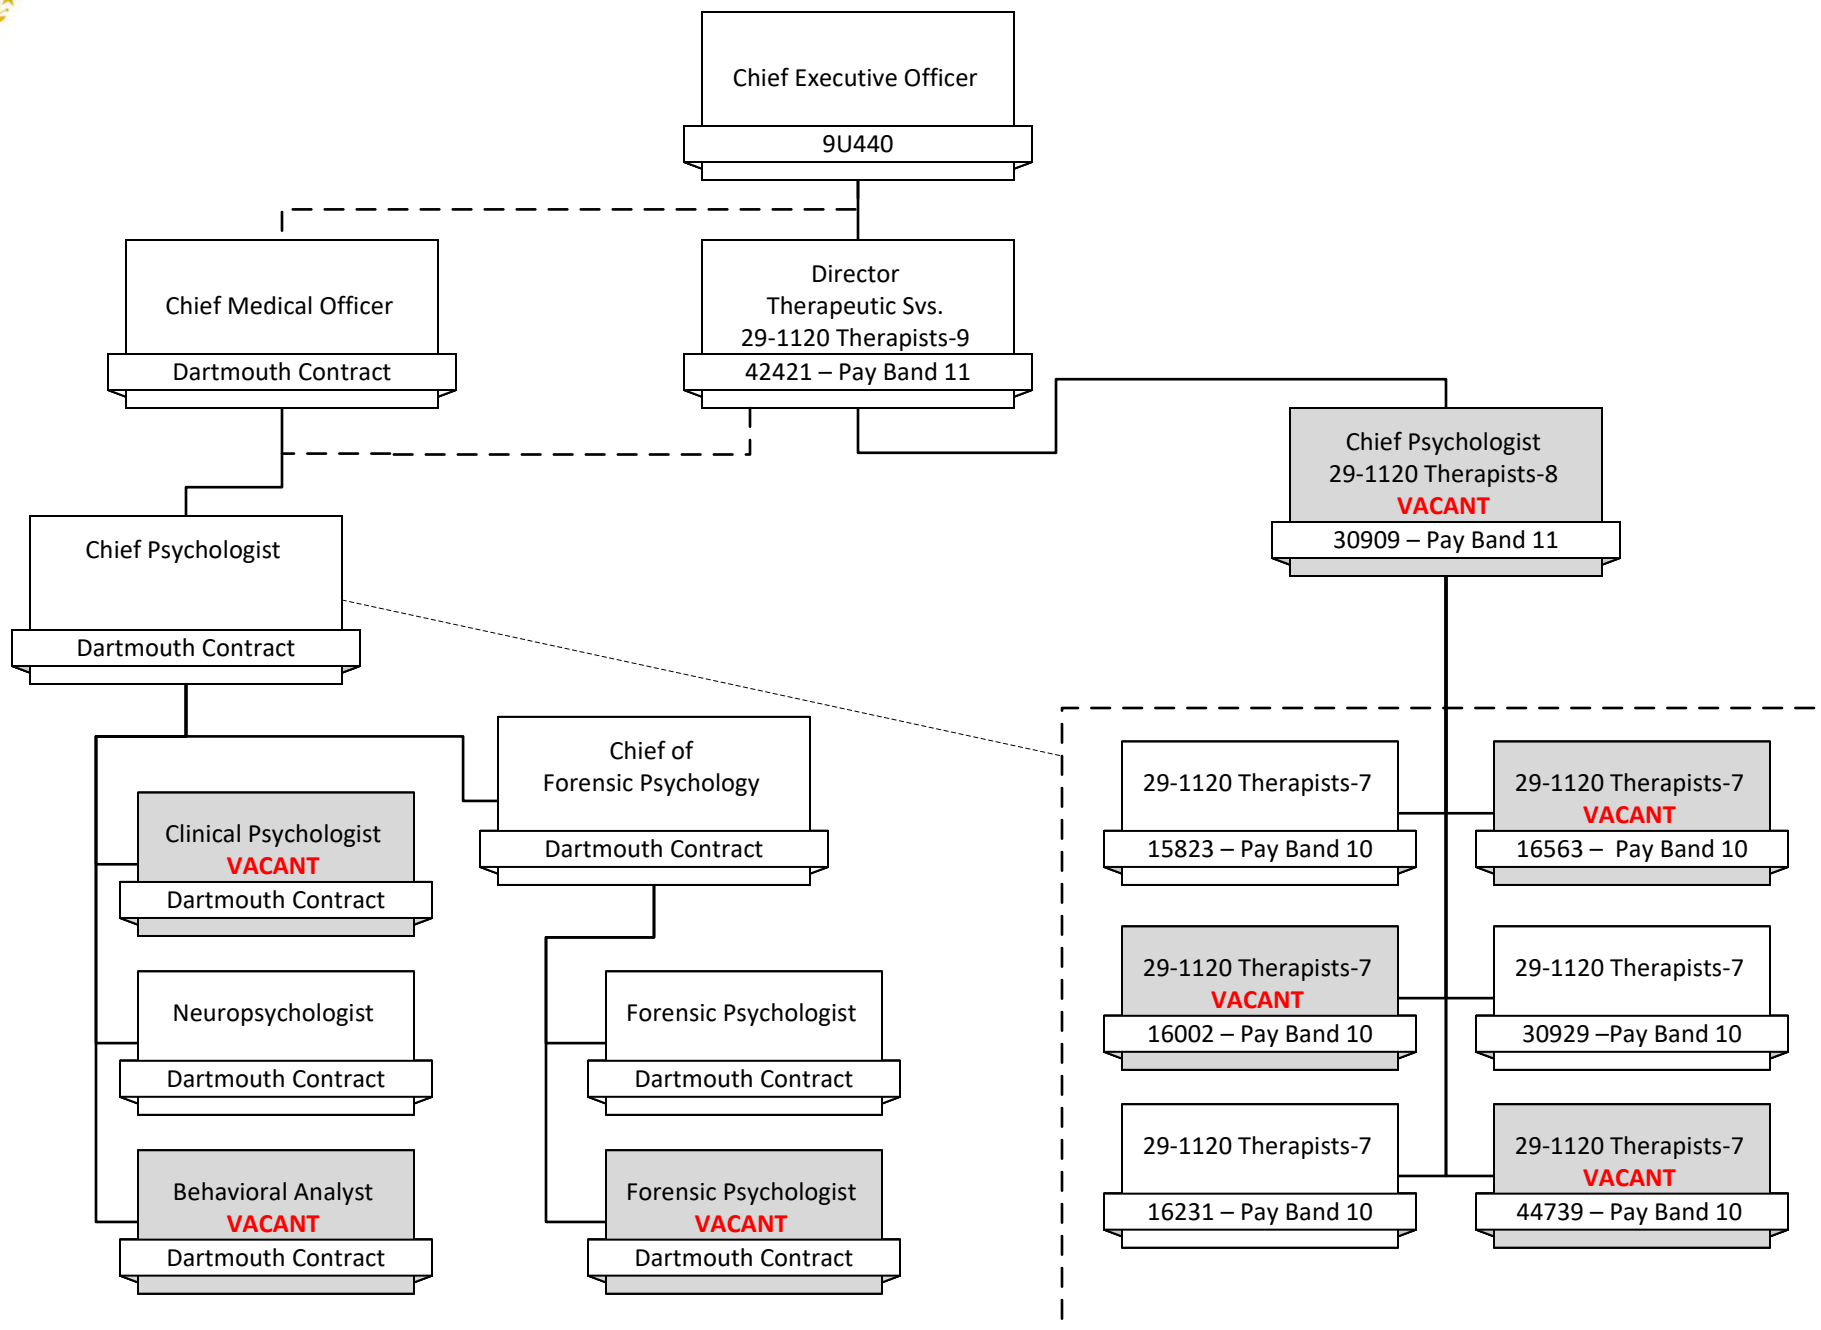 Chief Executive Officer
9U440
Chief Medical Officer
Dartmouth Contract
Director
Therapeutic Svs.
29-1120 Therapists-9
42421 – Pay Band 11
Chief Psychologist
29-1120 Therapists-8
VACANT
30909 – Pay Band 11
Chief Psychologist
Dartmouth Contract
Chief of
Forensic Psychology
Dartmouth Contract
Clinical Psychologist
VACANT
Dartmouth Contract
Neuropsychologist
Dartmouth Contract
Behavioral Analyst
VACANT
Dartmouth Contract
Forensic Psychologist
Dartmouth Contract
Forensic Psychologist
VACANT
Dartmouth Contract
29-1120 Therapists-7
15823 – Pay Band 10
29-1120 Therapists-7
VACANT
16563 –  Pay Band 10
29-1120 Therapists-7
VACANT
16002 – Pay Band 10
29-1120 Therapists-7
30929 –Pay Band 10
29-1120 Therapists-7
16231 – Pay Band 10
29-1120 Therapists-7
VACANT
44739 – Pay Band 10